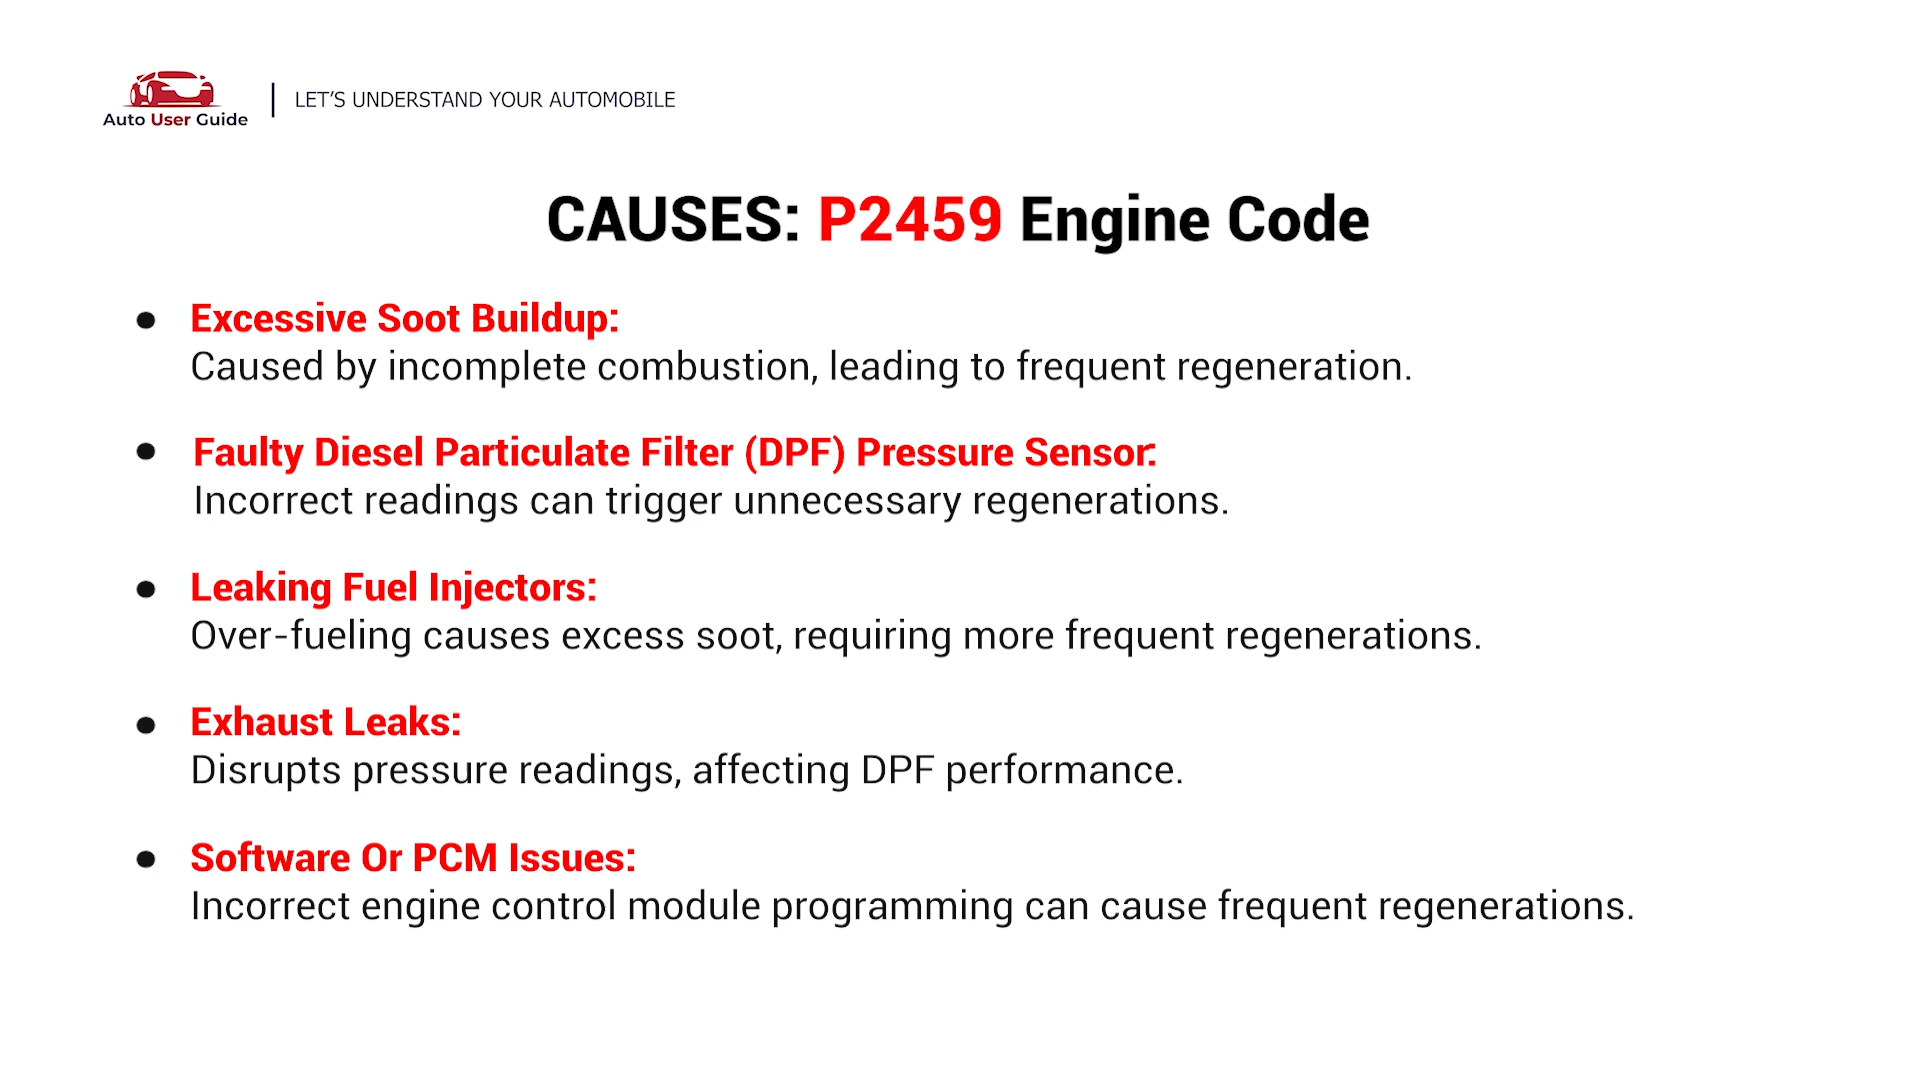 Auto User Guide
LET’S UNDERSTAND YOUR AUTOMOBILE
CAUSES: P2459 Engine Code
● Excessive Soot Buildup:
Caused by incomplete combustion, leading to frequent regeneration.
● Faulty Diesel Particulate Filter (DPF) Pressure Sensor:
Incorrect readings can trigger unnecessary regenerations.
● Leaking Fuel Injectors:
Over-fueling causes excess soot, requiring more frequent regenerations.
● Exhaust Leaks:
Disrupts pressure readings, affecting DPF performance.
● Software Or PCM Issues:
Incorrect engine control module programming can cause frequent regenerations.